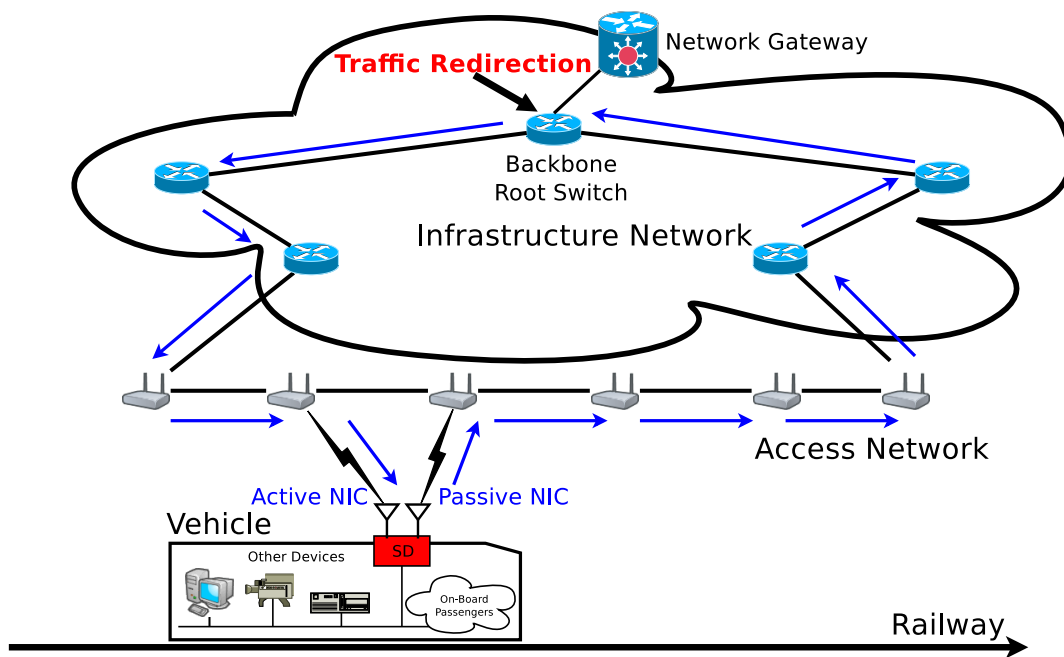 Network Gateway
Traffic Redirection
Backbone
Root Switch
Infrastructure Network
Access Network
Active NIC
Passive NIC
Vehicle
SD
Other Devices
On-Board
Passengers
Railway